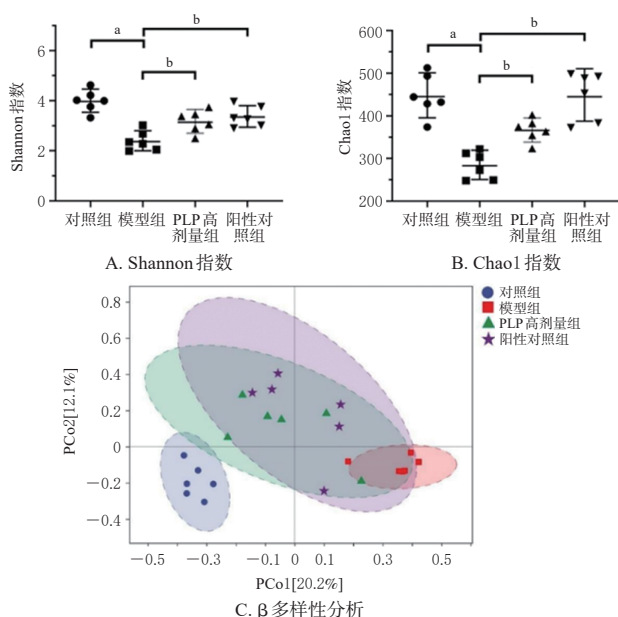 a
b
b
Shannon指数
6
4
2
0
对照组
模型组
PLP高
剂量组
阳性对
照组
A. Shannon指数
a
b
b
Chao1指数
500
450
400
300
200
对照组
模型组
PLP高
剂量组
阳性对
照组
B. Chao1指数
对照组
模型组
PLP高剂量组
阳性对照组
PCo2[12.1%]
0.8
0.6
0.4
0.2
0
−0.2
−0.4
−0.5
−0.3
−0.1
0
0.1
0.3
0.5
PCo1[20.2%]
C. β多样性分析